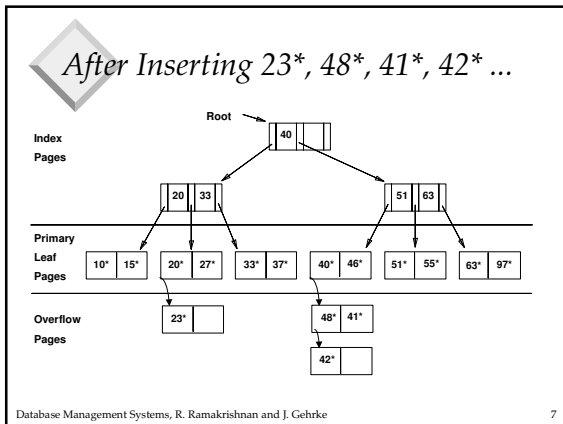 After Inserting 23*, 48*, 41*, 42* ...
Root
Index
Pages
40
20 33
51 63
Primary
Leaf
Pages
10* 15* 20* 27* 33* 37* 40* 46* 51* 55* 63* 97*
Overflow
Pages
23* 48* 41*
42*
Database Management Systems, R. Ramakrishnan and J. Gehrke 7